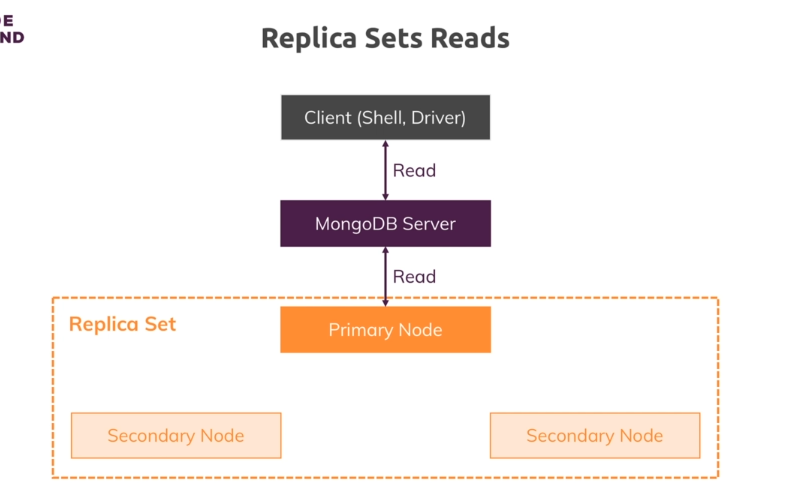 DE
ND
Replica Sets Reads
Client (Shell, Driver)
Read
MongoDB Server
Read
Replica Set
Primary Node
Secondary Node
Secondary Node